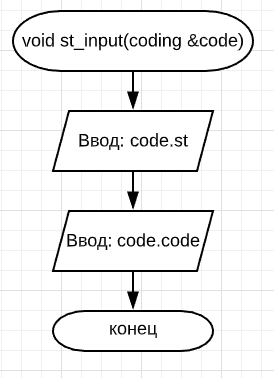 void st_input(coding &code)
Ввод: code.st
Ввод: code.code
конец